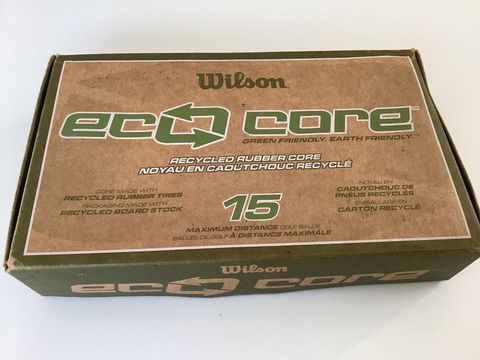 Wilson
eco core™
GREEN FRIENDLY. EARTH FRIENDLY.
RECYCLED RUBBER CORE
NOYAU EN CAOUTCHOUC RECYCLÉ
CORE MADE WITH
RECYCLED RUBBER TIRES
PACKAGING MADE WITH
RECYCLED BOARD STOCK
15
MAXIMUM DISTANCE GOLF BALLS
BALLES DE GOLF À DISTANCE MAXIMALE
NOYAU EN
CAOUTCHOUC DE
PNEUS RECYCLÉS
EMBALLAGE EN
CARTON RECYCLÉ
Wilson
eco core